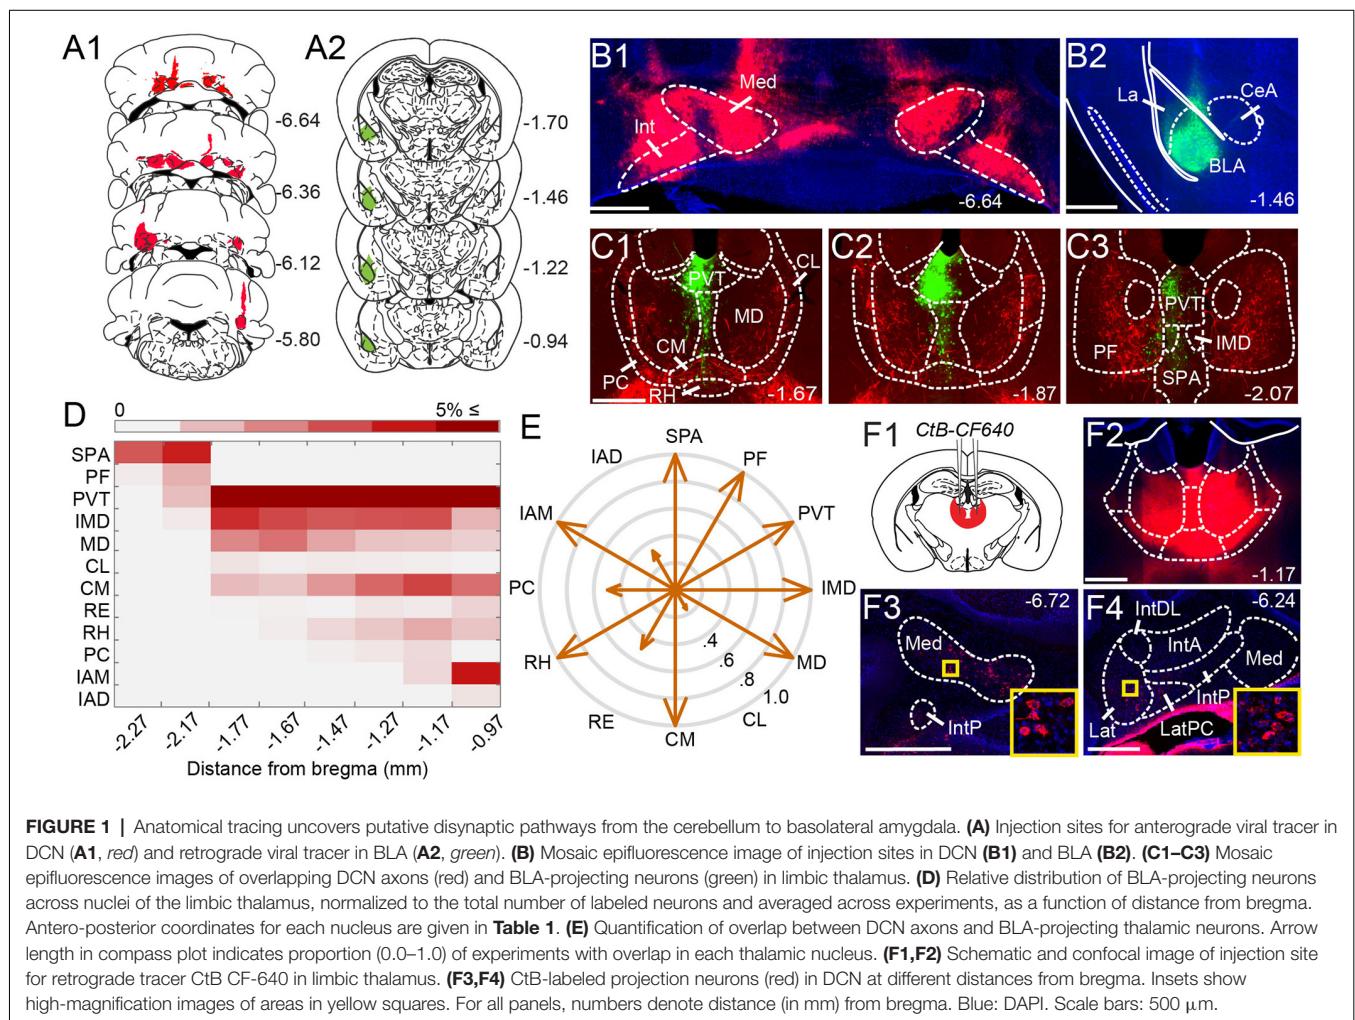 A1
-6.64
-6.36
-6.12
-5.80
A2
-1.70
-1.46
-1.22
-0.94
B1
Med
Int
-6.64
B2
La
CeA
BLA
-1.46
C1
PVT
CL
MD
CM
PC
RH
-1.67
C2
-1.87
C3
PVT
PF
IMD
SPA
-2.07
D
0
5% ≤
SPA
PF
PVT
IMD
MD
CL
CM
RE
RH
PC
IAM
IAD
-2.27
-2.17
-1.77
-1.67
-1.47
-1.27
-1.17
-0.97
Distance from bregma (mm)
E
SPA
IAD
PF
IAM
PVT
PC
IMD
RH
MD
RE
CL
CM
.4
.6
.8
1.0
F1
CtB-CF640
F2
-1.17
F3
-6.72
Med
IntP
F4
-6.24
IntDL
IntA
Med
IntP
Lat
LatPC
FIGURE 1 | Anatomical tracing uncovers putative disynaptic pathways from the cerebellum to basolateral amygdala. (A) Injection sites for anterograde viral tracer in
DCN (A1, red) and retrograde viral tracer in BLA (A2, green). (B) Mosaic epifluorescence image of injection sites in DCN (B1) and BLA (B2). (C1–C3) Mosaic
epifluorescence images of overlapping DCN axons (red) and BLA-projecting neurons (green) in limbic thalamus. (D) Relative distribution of BLA-projecting neurons
across nuclei of the limbic thalamus, normalized to the total number of labeled neurons and averaged across experiments, as a function of distance from bregma.
Antero-posterior coordinates for each nucleus are given in Table 1. (E) Quantification of overlap between DCN axons and BLA-projecting thalamic neurons. Arrow
length in compass plot indicates proportion (0.0–1.0) of experiments with overlap in each thalamic nucleus. (F1,F2) Schematic and confocal image of injection site
for retrograde tracer CtB CF-640 in limbic thalamus. (F3,F4) CtB-labeled projection neurons (red) in DCN at different distances from bregma. Insets show
high-magnification images of areas in yellow squares. For all panels, numbers denote distance (in mm) from bregma. Blue: DAPI. Scale bars: 500 μm.